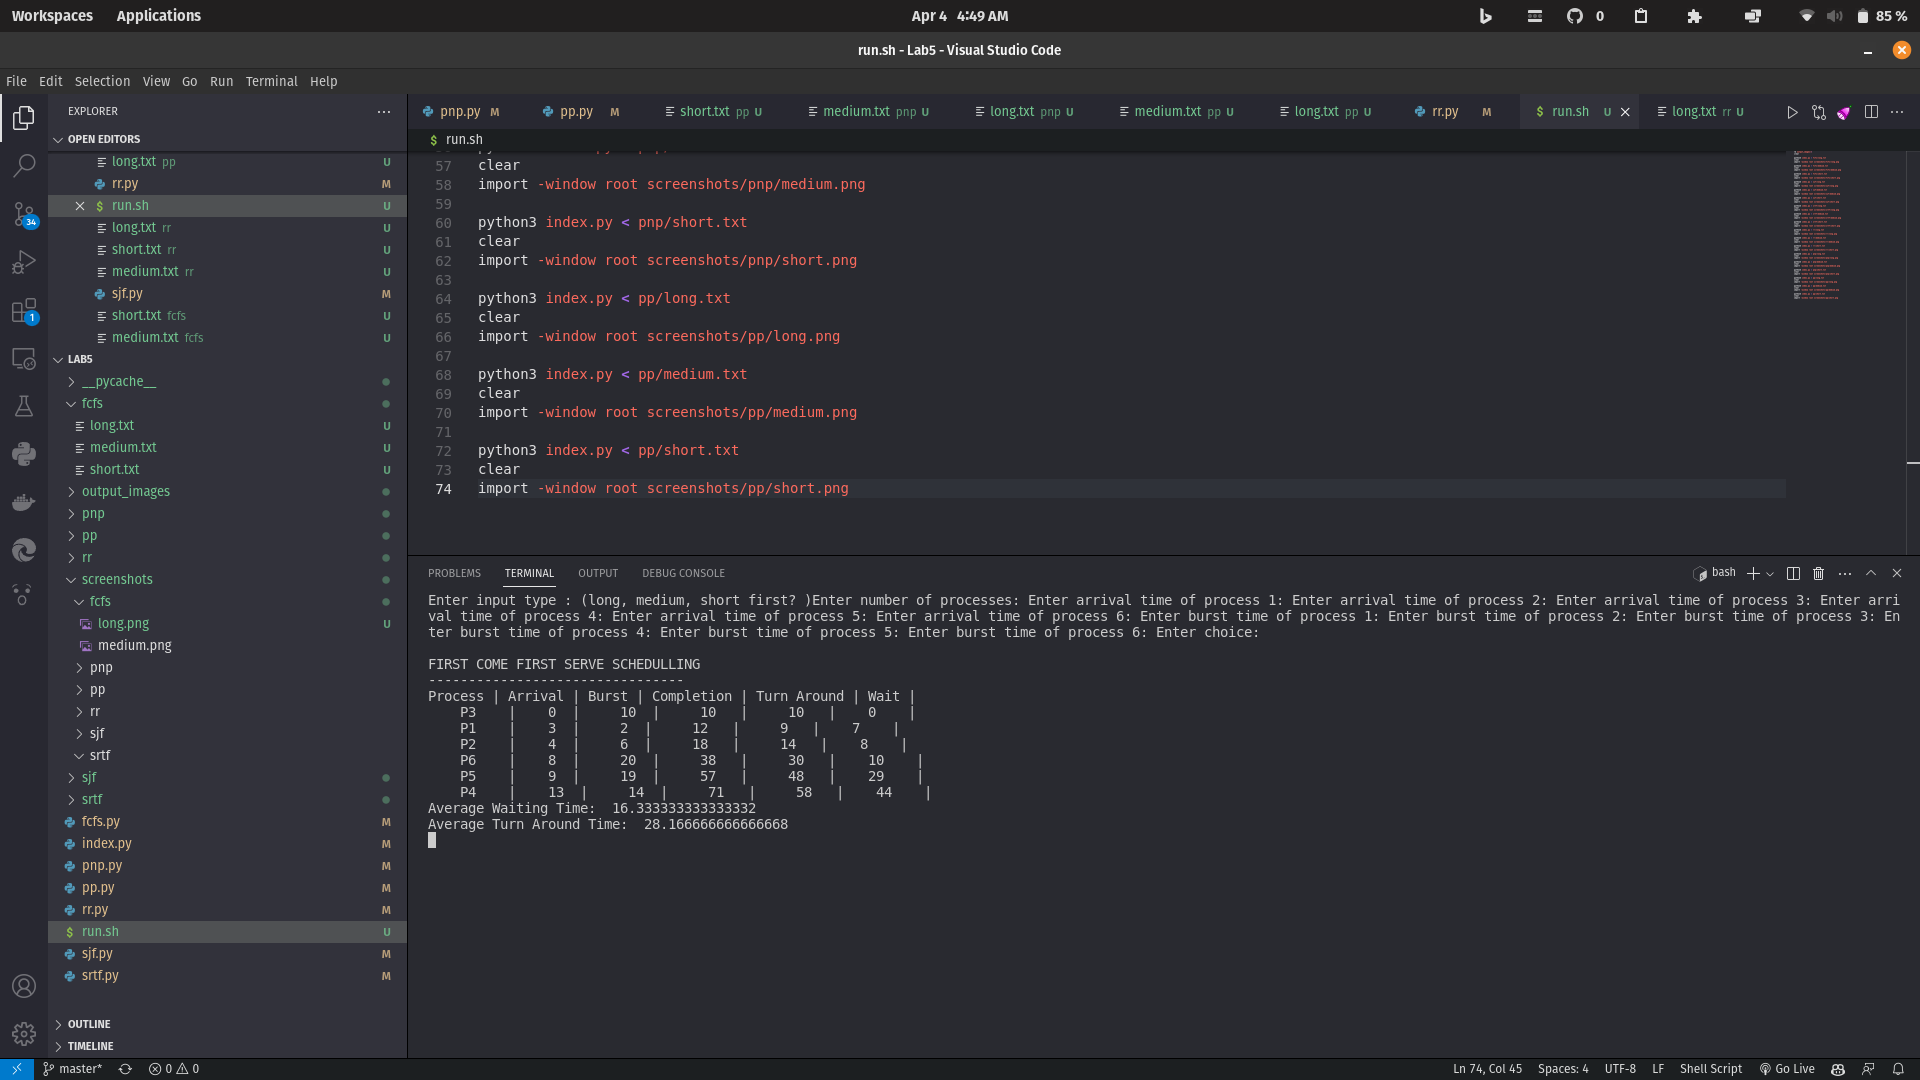 Workspaces Applications Apr 4 4:49 AM 0 85 %
run.sh - Lab5 - Visual Studio Code
File Edit Selection View Go Run Terminal Help
EXPLORER
OPEN EDITORS
long.txt pp U
rr.py M
run.sh U
long.txt rr U
short.txt rr U
medium.txt rr U
sjf.py M
short.txt fcfs U
medium.txt fcfs U
LAB5
__pycache__
fcfs
long.txt U
medium.txt U
short.txt U
output_images
pnp
pp
rr
screenshots
fcfs
long.png U
medium.png
pnp
pp
rr
sjf
srtf
sjf
srtf
fcfs.py M
index.py M
pnp.py M
pp.py M
rr.py M
run.sh U
sjf.py M
srtf.py M
OUTLINE
TIMELINE
34
1
pnp.py M pp.py M short.txt pp U medium.txt pnp U long.txt pnp U medium.txt pp U long.txt pp U rr.py M run.sh U long.txt rr U
$ run.sh
57 clear
58 import -window root screenshots/pnp/medium.png
59
60 python3 index.py < pnp/short.txt
61 clear
62 import -window root screenshots/pnp/short.png
63
64 python3 index.py < pp/long.txt
65 clear
66 import -window root screenshots/pp/long.png
67
68 python3 index.py < pp/medium.txt
69 clear
70 import -window root screenshots/pp/medium.png
71
72 python3 index.py < pp/short.txt
73 clear
74 import -window root screenshots/pp/short.png
PROBLEMS TERMINAL OUTPUT DEBUG CONSOLE bash
Enter input type : (long, medium, short first? )Enter number of processes: Enter arrival time of process 1: Enter arrival time of process 2: Enter arrival time of process 3: Enter arri
val time of process 4: Enter arrival time of process 5: Enter arrival time of process 6: Enter burst time of process 1: Enter burst time of process 2: Enter burst time of process 3: En
ter burst time of process 4: Enter burst time of process 5: Enter burst time of process 6: Enter choice:
FIRST COME FIRST SERVE SCHEDULLING
--------------------------------
Process | Arrival | Burst | Completion | Turn Around | Wait |
P3 | 0 | 10 | 10 | 10 | 0 |
P1 | 3 | 2 | 12 | 9 | 7 |
P2 | 4 | 6 | 18 | 14 | 8 |
P6 | 8 | 20 | 38 | 30 | 10 |
P5 | 9 | 19 | 57 | 48 | 29 |
P4 | 13 | 14 | 71 | 58 | 44 |
Average Waiting Time: 16.333333333333332
Average Turn Around Time: 28.166666666666668
master* 0 0 Ln 74, Col 45 Spaces: 4 UTF-8 LF Shell Script Go Live